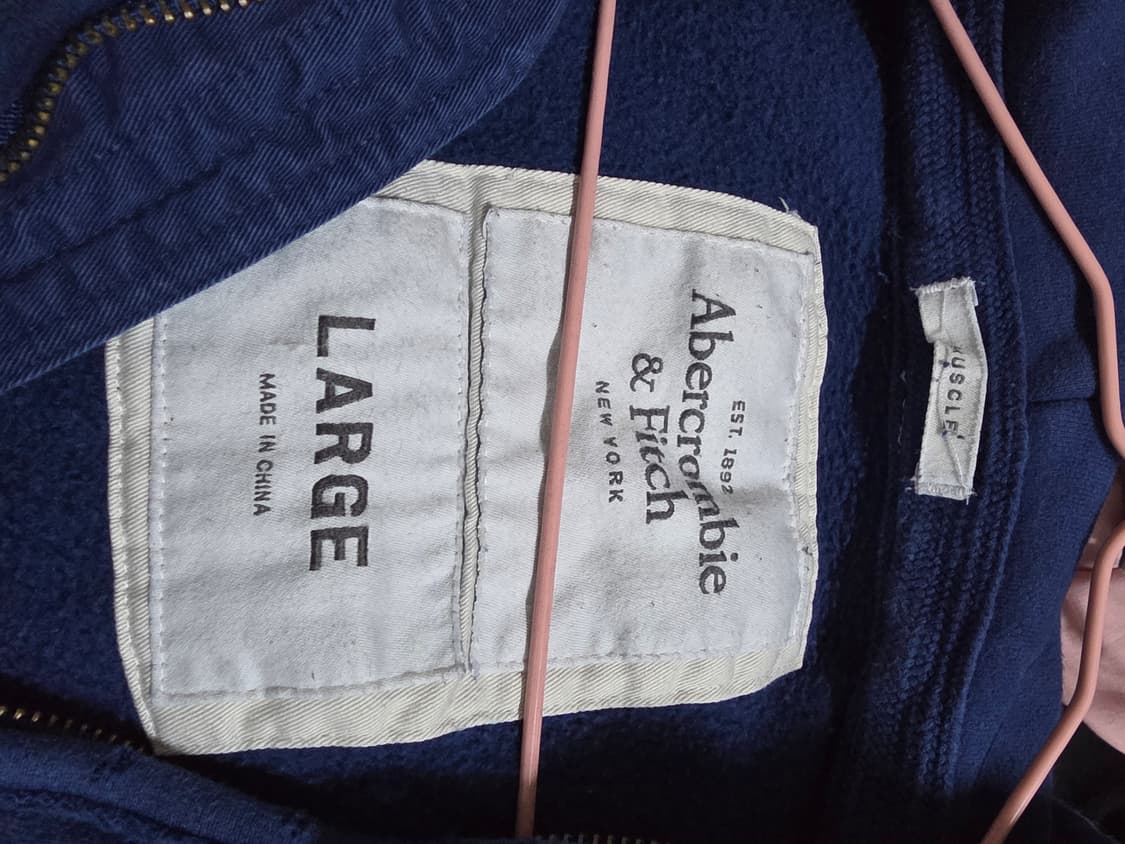 MUSCLE
EST. 1892
Abercrombie
& Fitch
NEW YORK
LARGE
MADE IN CHINA